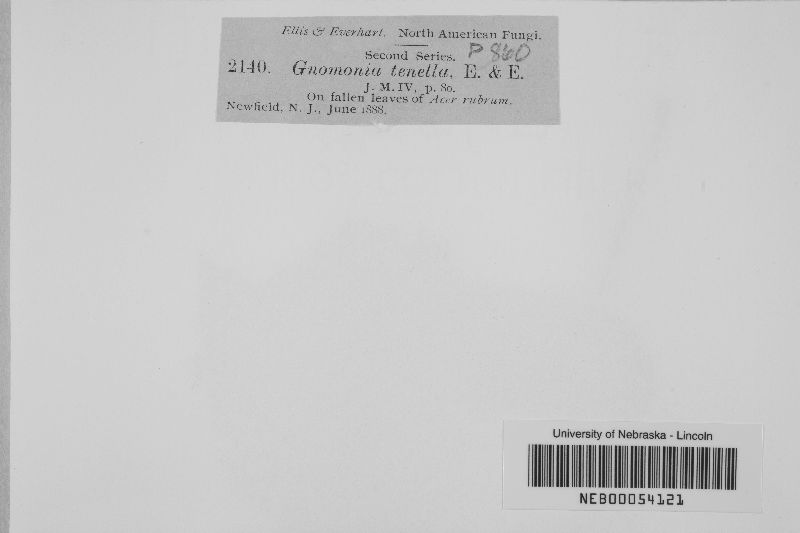 Ellis & Everhart. North American Fungi.
Second Series. P 860
2140. Gnomonia tenella, E. & E.
J. M. IV, p. 80.
On fallen leaves of Acer rubrum.
Newfield, N. J., June 1888.
University of Nebraska - Lincoln
NEB00054121